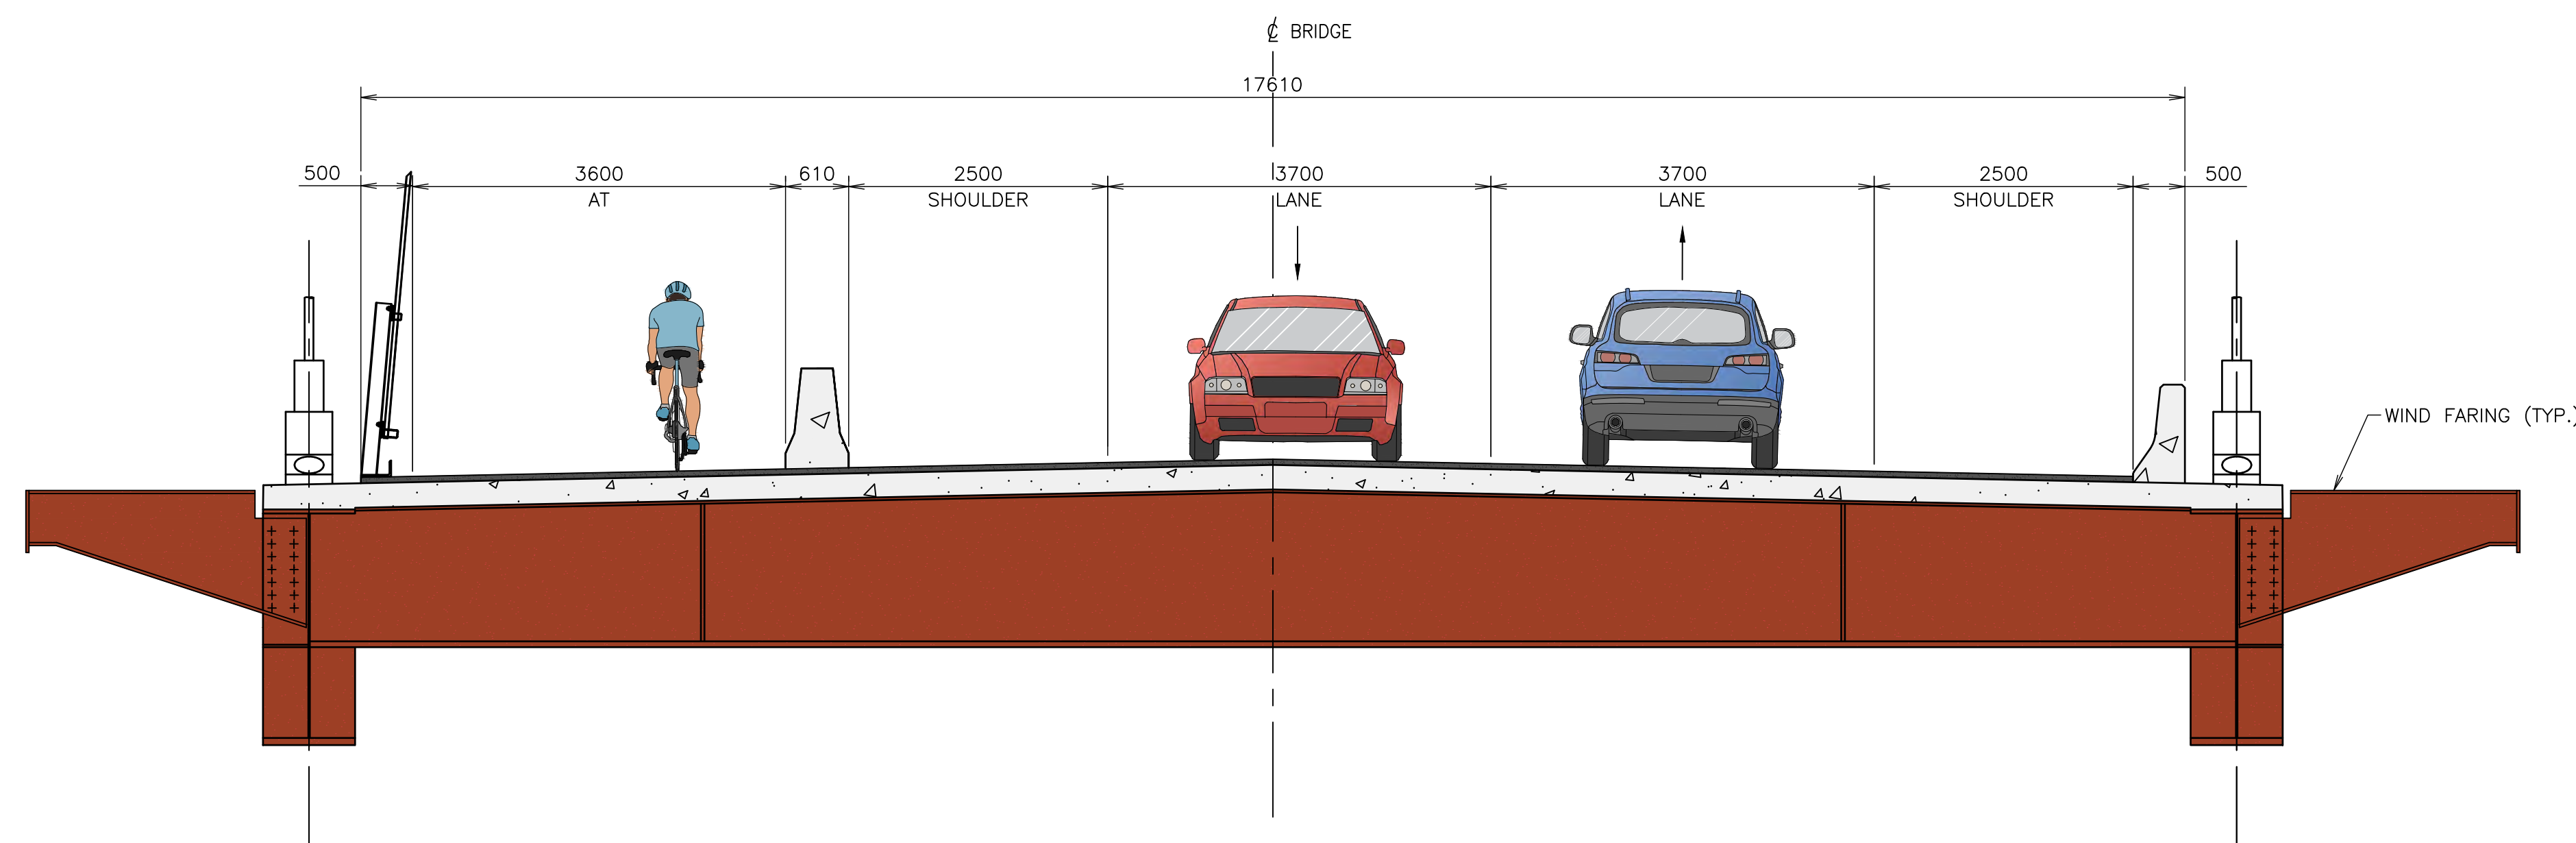 ℄ BRIDGE
17610
500 3600 610 2500 3700 3700 2500 500
AT SHOULDER LANE LANE SHOULDER
WIND FARING (TYP.)